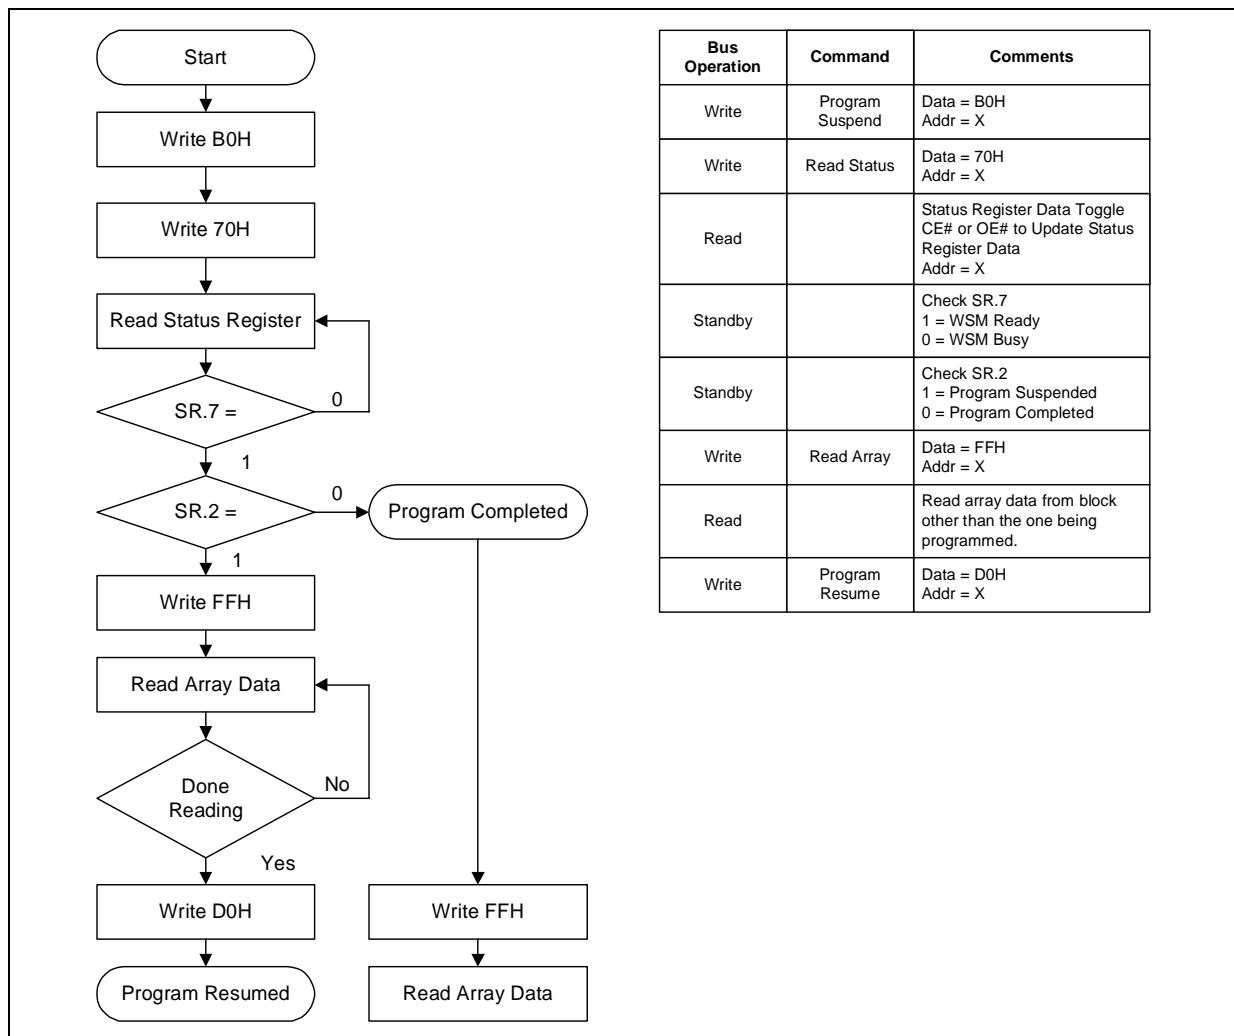 Start
Write B0H
Write 70H
Read Status Register
SR.7 =
0
1
SR.2 =
0
Program Completed
1
Write FFH
Read Array Data
Done
Reading
No
Yes
Write D0H
Write FFH
Program Resumed
Read Array Data
Bus
Operation
Command
Comments
Write
Program
Suspend
Data = B0H
Addr = X
Write
Read Status
Data = 70H
Addr = X
Read
Status Register Data Toggle
CE# or OE# to Update Status
Register Data
Addr = X
Standby
Check SR.7
1 = WSM Ready
0 = WSM Busy
Standby
Check SR.2
1 = Program Suspended
0 = Program Completed
Write
Read Array
Data = FFH
Addr = X
Read
Read array data from block
other than the one being
programmed.
Write
Program
Resume
Data = D0H
Addr = X